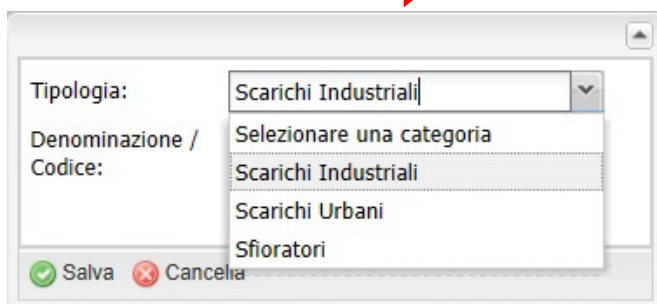 Tipologia:
Scarichi Industriali
Denominazione /
Codice:
Selezionare una categoria
Scarichi Industriali
Scarichi Urbani
Sfioratori
Salva
Cancella